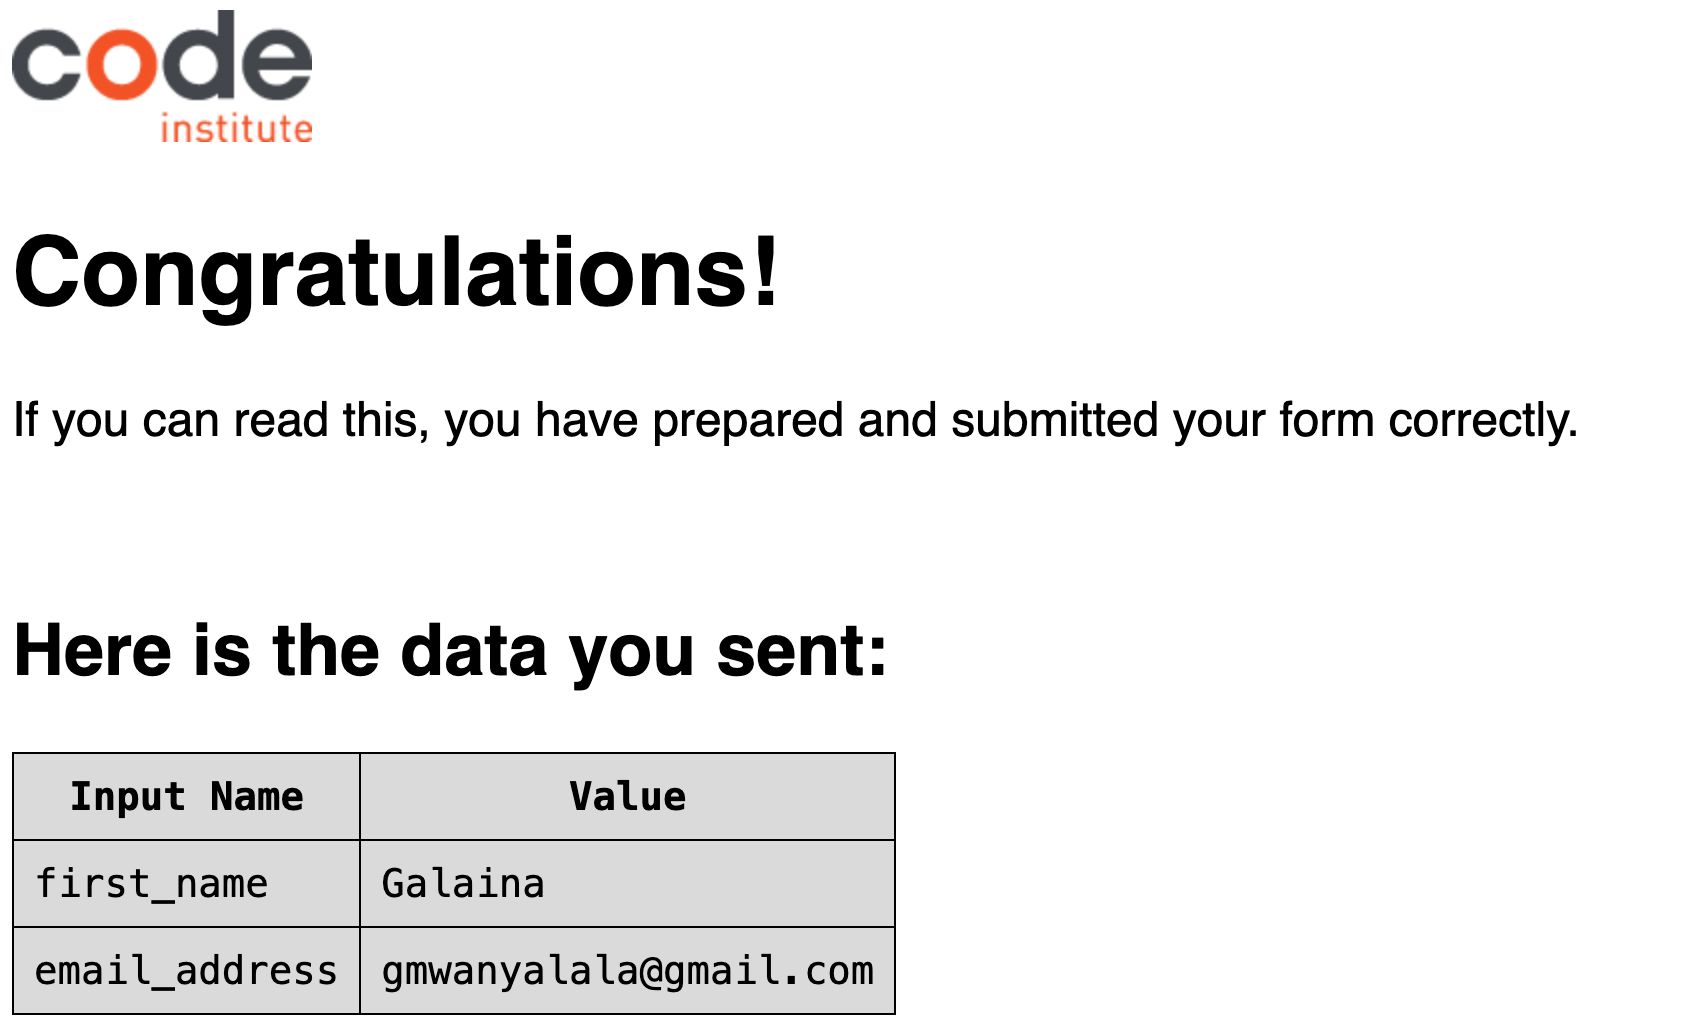 code
institute
Congratulations!
If you can read this, you have prepared and submitted your form correctly.
Here is the data you sent:
Input Name Value
first_name Galaina
email_address gmwanyalala@gmail.com